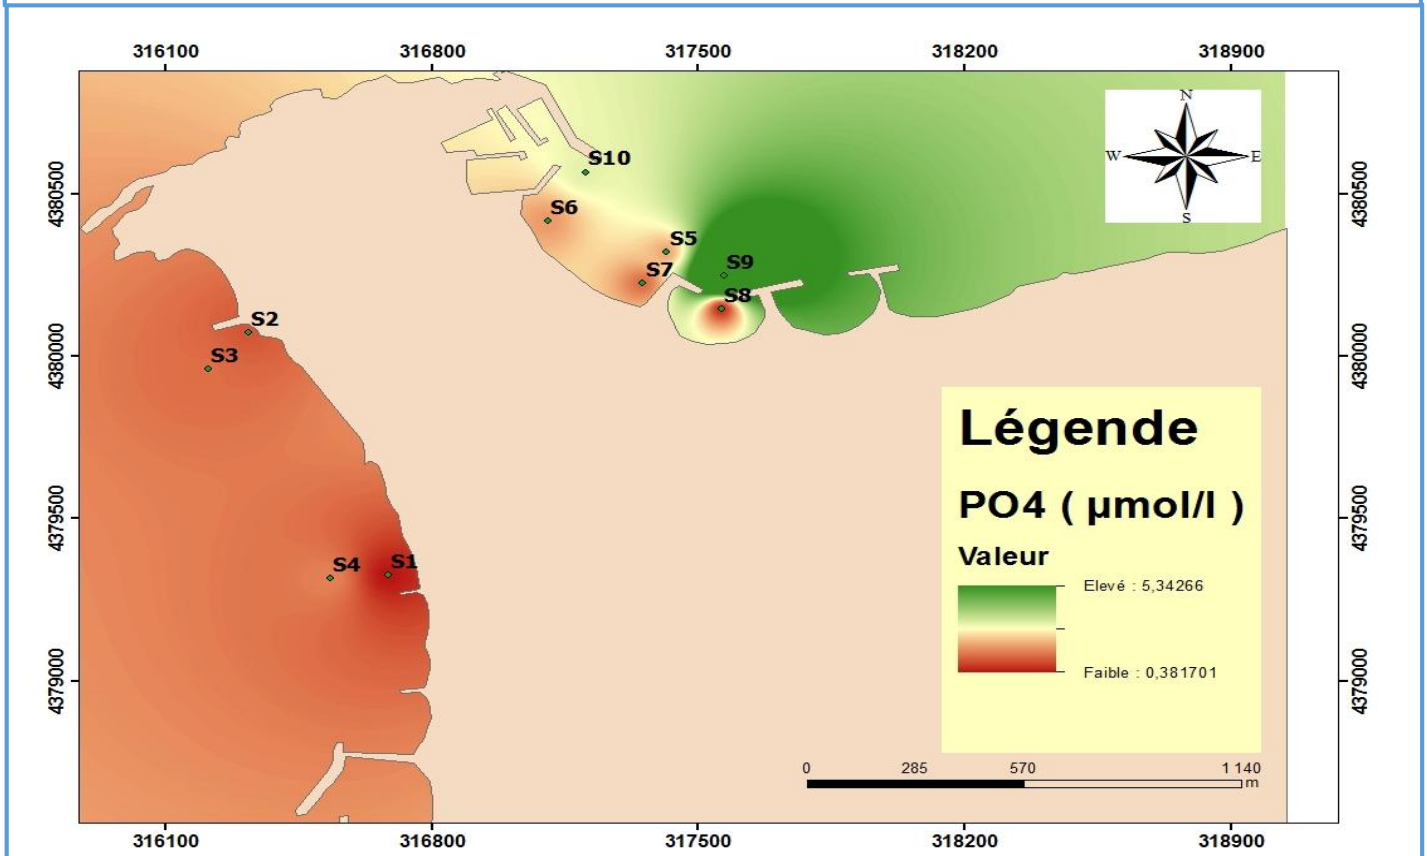 316100 316800 317500 318200 318900
N
W E
S
S10
4380500 4380500
S6
S5
S9
S7
S8
S2
S3
4380000 4380000
Légende
PO4 ( µmol/l )
Valeur
Elevé : 5,34266
Faible : 0,381701
4379500 4379500
S4 S1
4379000 4379000
0 285 570 1 140
m
316100 316800 317500 318200 318900